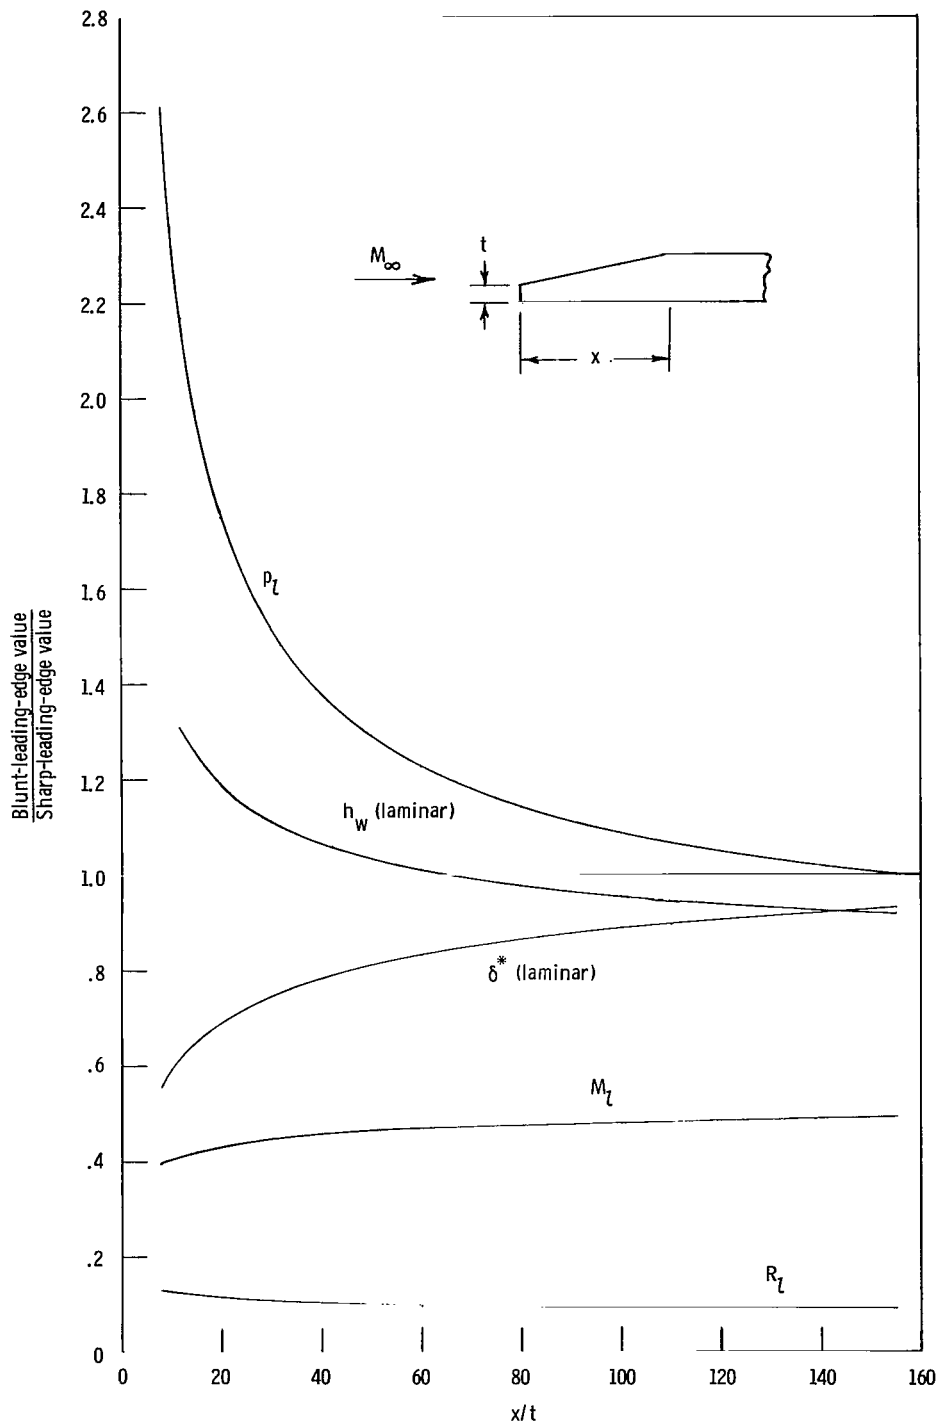 2.8
2.6
2.4
2.2
2.0
1.8
1.6
1.4
1.2
1.0
.8
.6
.4
.2
0
Blunt-leading-edge value
Sharp-leading-edge value
M∞
t
x
p_l
h_w (laminar)
δ* (laminar)
M_l
R_l
0 20 40 60 80 100 120 140 160
x/t